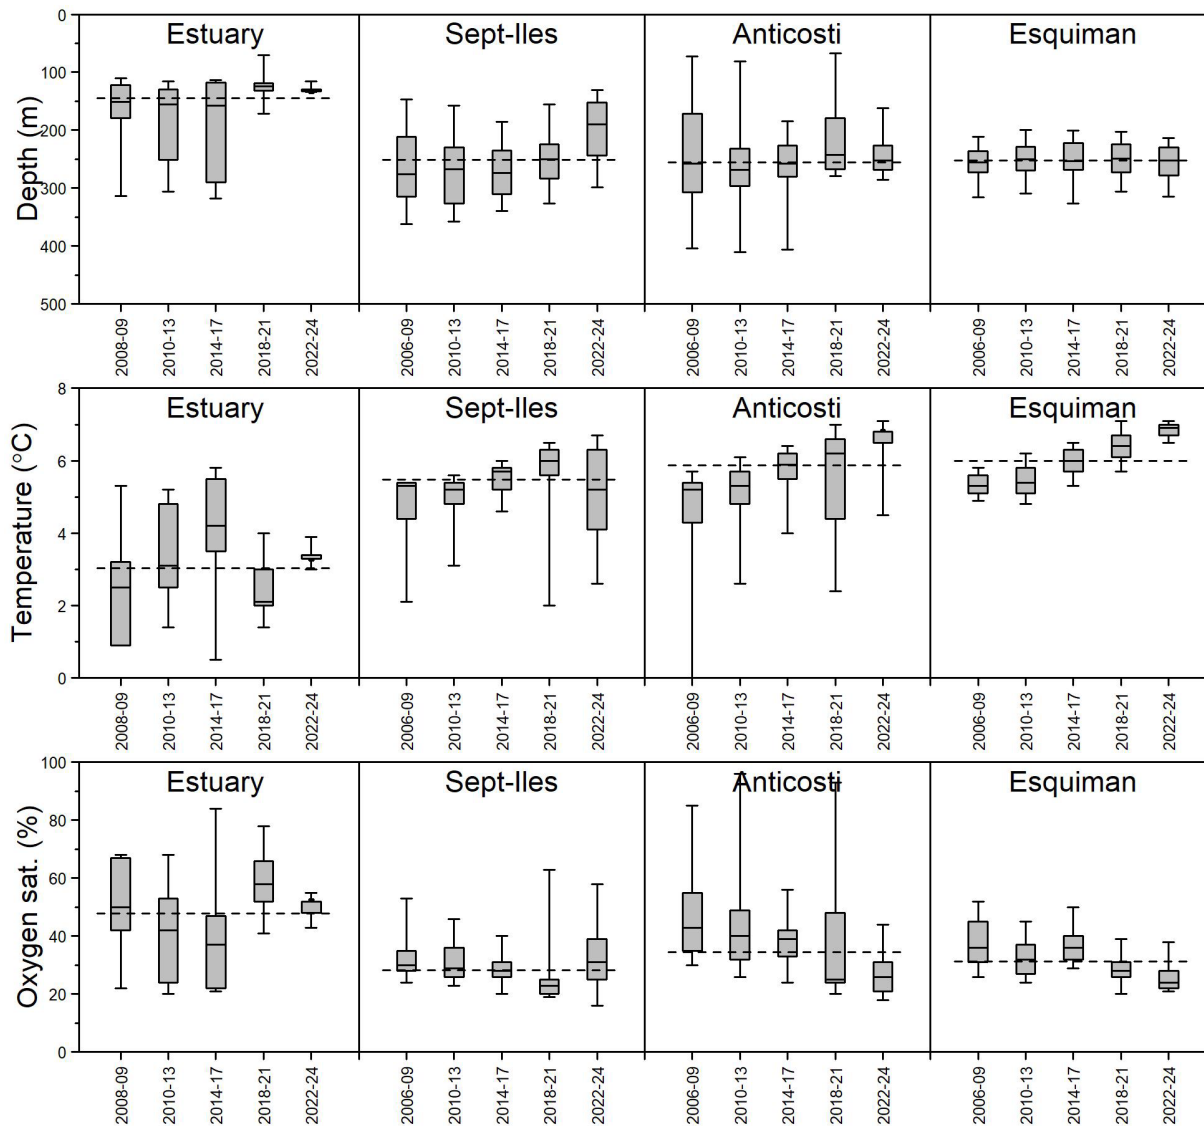 Estuary Sept-Iles Anticosti Esquiman
Depth (m)
0
100
200
300
400
500
2008-09 2010-13 2014-17 2018-21 2022-24 2006-09 2010-13 2014-17 2018-21 2022-24 2006-09 2010-13 2014-17 2018-21 2022-24 2006-09 2010-13 2014-17 2018-21 2022-24
Estuary Sept-Iles Anticosti Esquiman
Temperature (°C)
8
6
4
2
0
2008-09 2010-13 2014-17 2018-21 2022-24 2006-09 2010-13 2014-17 2018-21 2022-24 2006-09 2010-13 2014-17 2018-21 2022-24 2006-09 2010-13 2014-17 2018-21 2022-24
Estuary Sept-Iles Anticosti Esquiman
Oxygen sat. (%)
100
80
60
40
20
0
2008-09 2010-13 2014-17 2018-21 2022-24 2006-09 2010-13 2014-17 2018-21 2022-24 2006-09 2010-13 2014-17 2018-21 2022-24 2006-09 2010-13 2014-17 2018-21 2022-24